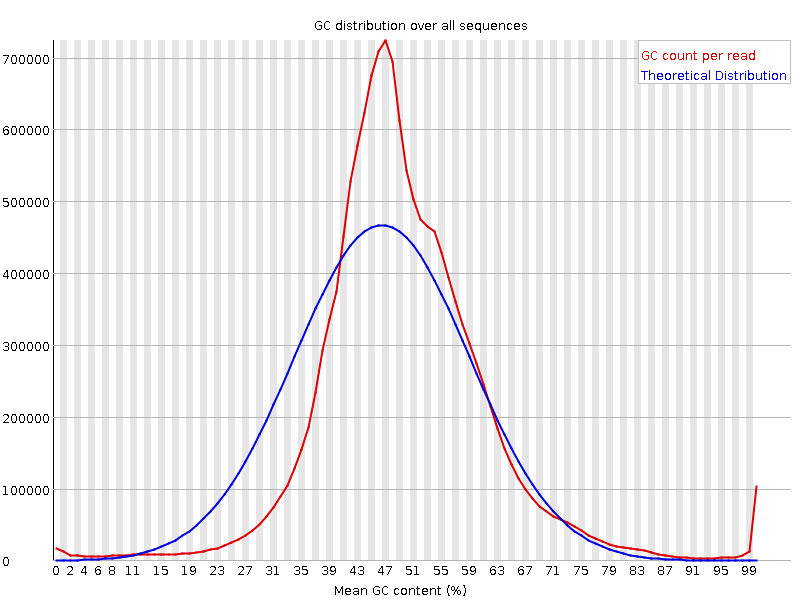 GC distribution over all sequences
GC count per read
Theoretical Distribution
700000
600000
500000
400000
300000
200000
100000
0
0 2 4 6 8 11 15 19 23 27 31 35 39 43 47 51 55 59 63 67 71 75 79 83 87 91 95 99
Mean GC content (%)